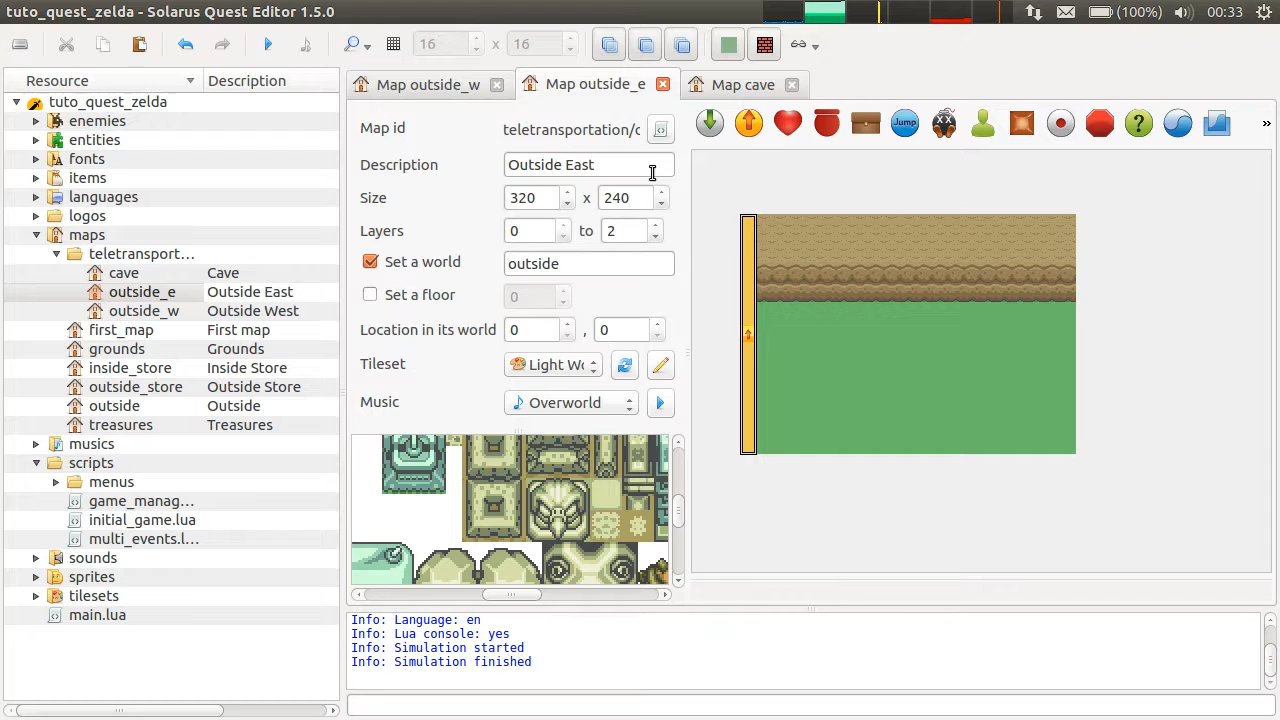 tuto_quest_zelda - Solarus Quest Editor 1.5.0
(100%)
00:33
16 x 16
Resource Description
tuto_quest_zelda
enemies
entities
fonts
items
languages
logos
maps
teletransport...
cave Cave
outside_e Outside East
outside_w Outside West
first_map First map
grounds Grounds
inside_store Inside Store
outside_store Outside Store
outside Outside
treasures Treasures
musics
scripts
menus
game_manag...
initial_game.lua
multi_events.l...
sounds
sprites
tilesets
main.lua
Map outside_w
Map outside_e
Map cave
Map id teletransportation/c
Description Outside East
Size 320 x 240
Layers 0 to 2
Set a world outside
Set a floor 0
Location in its world 0 , 0
Tileset Light Wo
Music Overworld
Jump
?
»
Info: Language: en
Info: Lua console: yes
Info: Simulation started
Info: Simulation finished